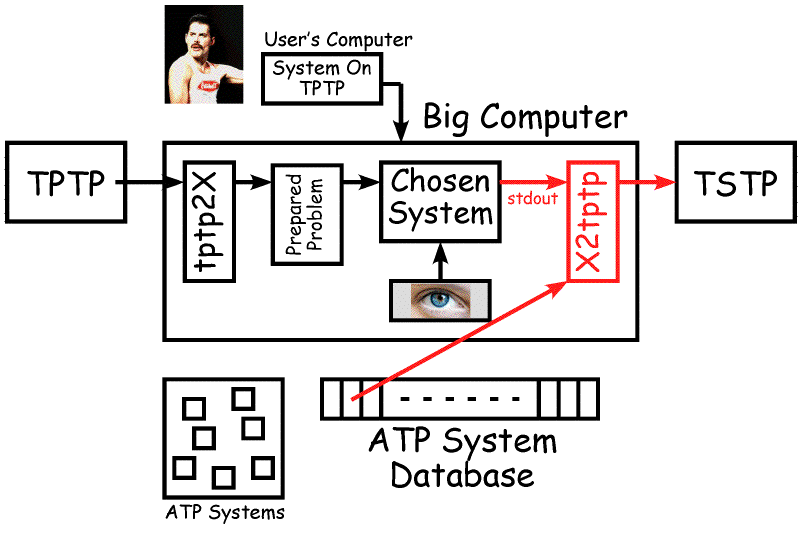 User's Computer
System On
TPTP
Big Computer
TPTP
tptp2X
Prepared
Problem
Chosen
System
stdout
X2tptp
TSTP
ATP System
Database
ATP Systems